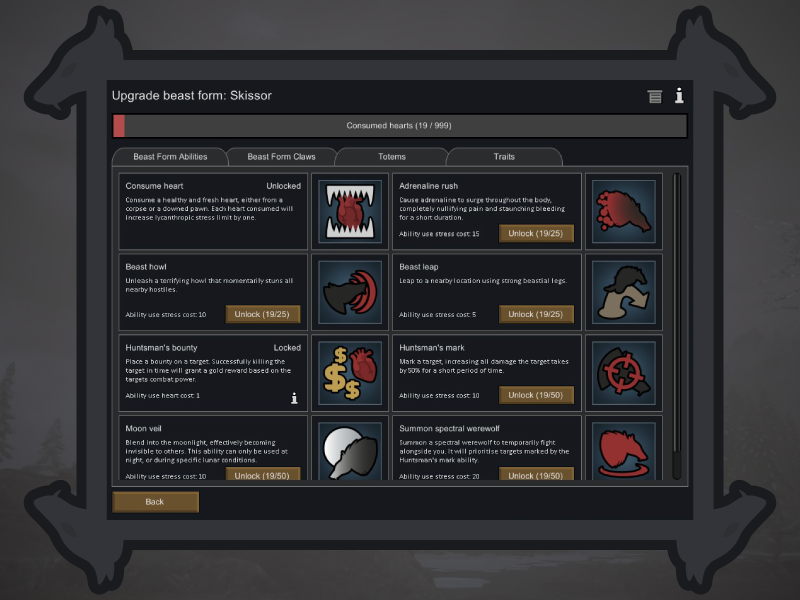 Upgrade beast form: Skissor
Consumed hearts (19 / 999)
Beast Form Abilities
Beast Form Claws
Totems
Traits
Consume heart
Unlocked
Consume a healthy and fresh heart, either from a
corpse or a downed pawn. Each heart consumed will
increase lycanthropic stress limit by one.
Adrenaline rush
Cause adrenaline to surge throughout the body,
completely nullifying pain and staunching bleeding
for a short duration.
Ability use stress cost: 15
Unlock (19/25)
Beast howl
Unleash a terrifying howl that momentarily stuns all
nearby hostiles.
Ability use stress cost: 10
Unlock (19/25)
Beast leap
Leap to a nearby location using strong beastial legs.
Ability use stress cost: 5
Unlock (19/25)
Huntsman's bounty
Locked
Place a bounty on a target. Successfully killing the
target in time will grant a gold reward based on the
targets combat power.
Ability use heart cost: 1
Huntsman's mark
Mark a target, increasing all damage the target takes
by 50% for a short period of time.
Ability use stress cost: 10
Unlock (19/50)
Moon veil
Blend into the moonlight, effectively becoming
invisible to others. This ability can only be used at
night, or during specific lunar conditions.
Ability use stress cost: 10
Unlock (19/50)
Summon spectral werewolf
Summon a spectral werewolf to temporarily fight
alongside you. It will prioritise targets marked by the
Huntsman's mark ability.
Ability use stress cost: 20
Unlock (19/50)
Back